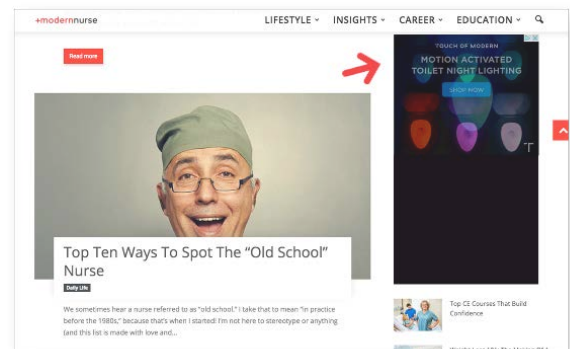 +modernnurse
LIFESTYLE
INSIGHTS
CAREER
EDUCATION
Read more
TOUCH OF MODERN
MOTION ACTIVATED
TOILET NIGHT LIGHTING
SHOP NOW
Top Ten Ways To Spot The “Old School”
Nurse
Daily Life
We sometimes hear a nurse referred to as "old school." I take that to mean "in practice
before the 1980s," because that's when I started! I'm not here to stereotype or anything
(and this list is made with love and...
Top CE Courses That Build
Confidence